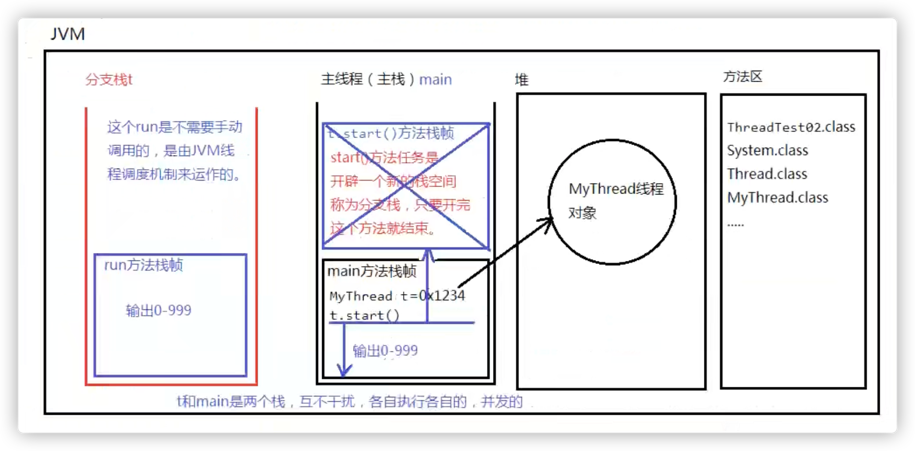 JVM
分支栈t
这个run是不需要手动
调用的，是由JVM线
程调度机制来运作的。
run方法栈帧
输出0-999
主线程（主栈）main
t.start()方法栈帧
start()方法任务是
开辟一个新的栈空间
称为分支栈，只要开完
这个方法就结束。
main方法栈帧
MyThread t=0x1234
t.start()
输出0-999
堆
MyThread线程
对象
方法区
ThreadTest02.class
System.class
Thread.class
MyThread.class
.....
t和main是两个栈，互不干扰，各自执行各自的，并发的